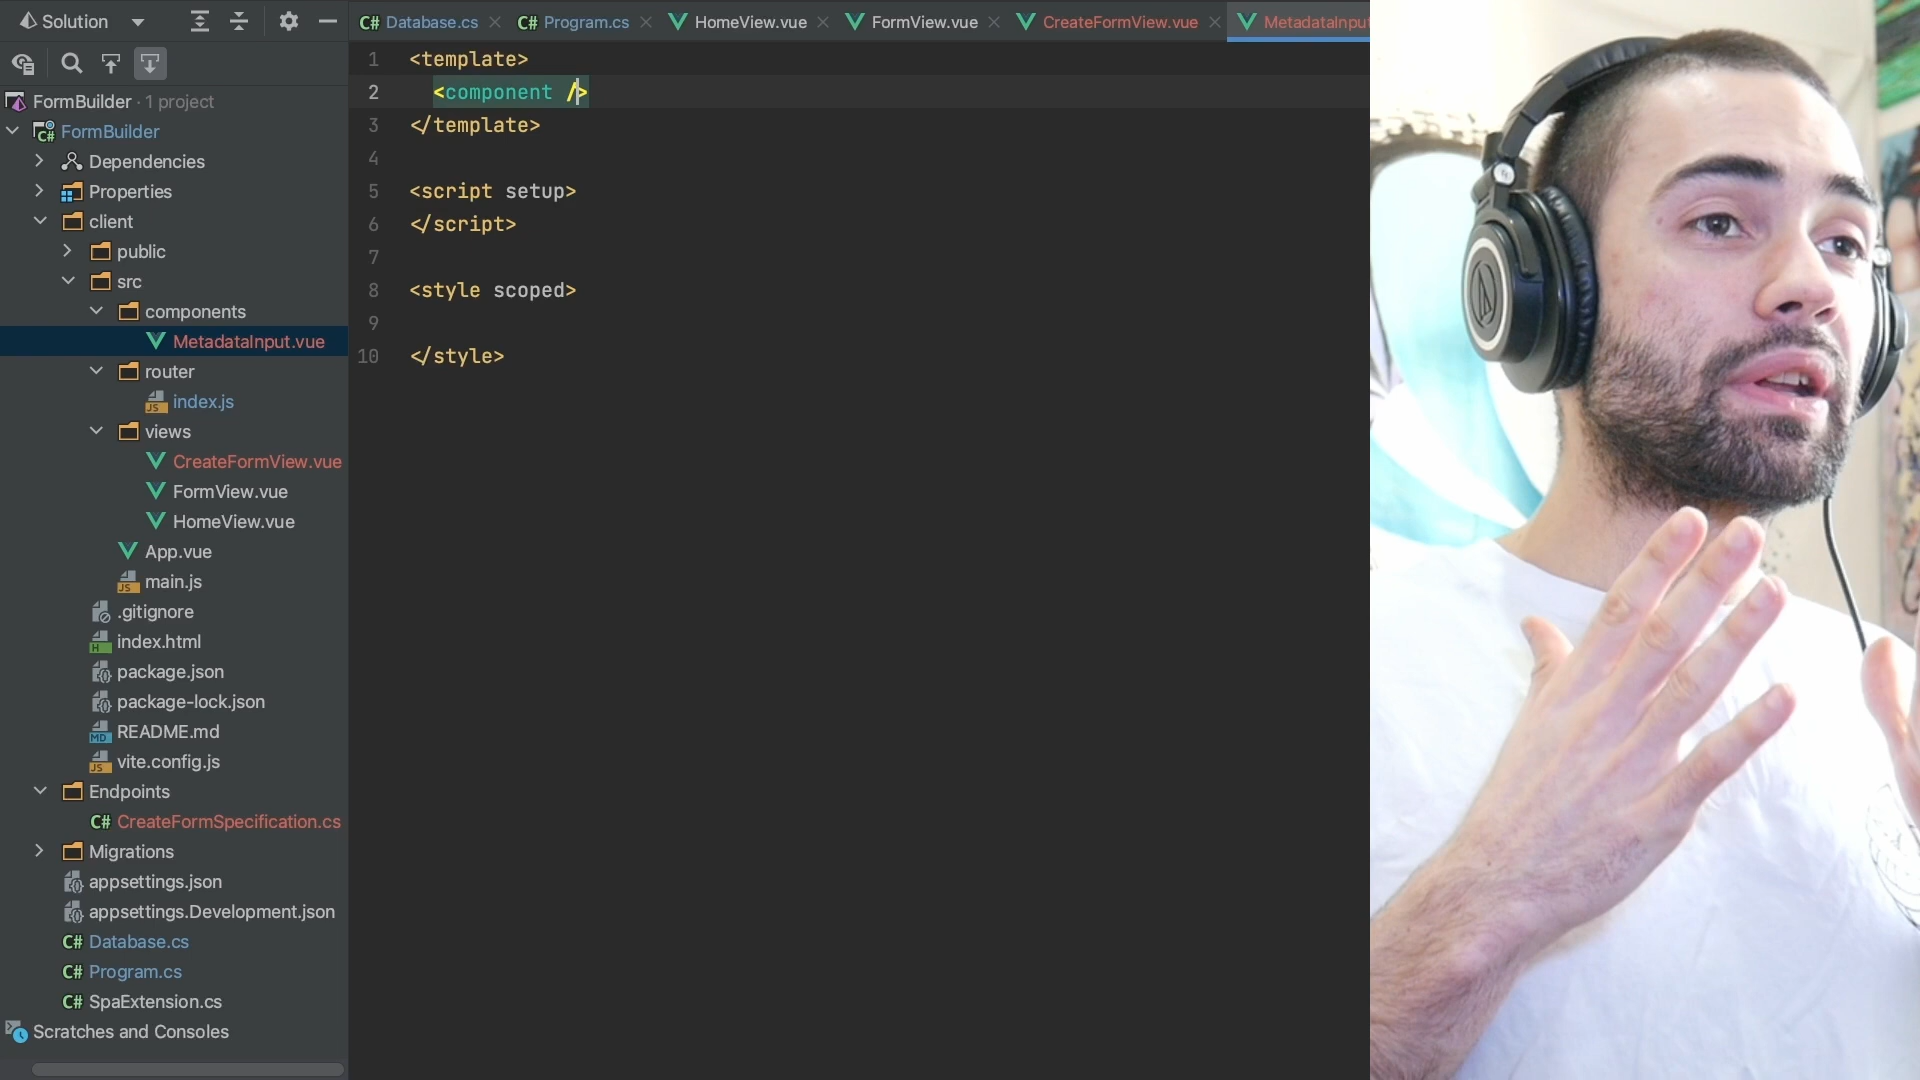 Solution
Database.cs
Program.cs
HomeView.vue
FormView.vue
CreateFormView.vue
MetadataInpu
FormBuilder · 1 project
FormBuilder
Dependencies
Properties
client
public
src
components
MetadataInput.vue
router
index.js
views
CreateFormView.vue
FormView.vue
HomeView.vue
App.vue
main.js
.gitignore
index.html
package.json
package-lock.json
README.md
vite.config.js
Endpoints
C# CreateFormSpecification.cs
Migrations
appsettings.json
appsettings.Development.json
C# Database.cs
C# Program.cs
C# SpaExtension.cs
Scratches and Consoles
1 <template>
2 <component />
3 </template>
4
5 <script setup>
6 </script>
7
8 <style scoped>
9
10 </style>